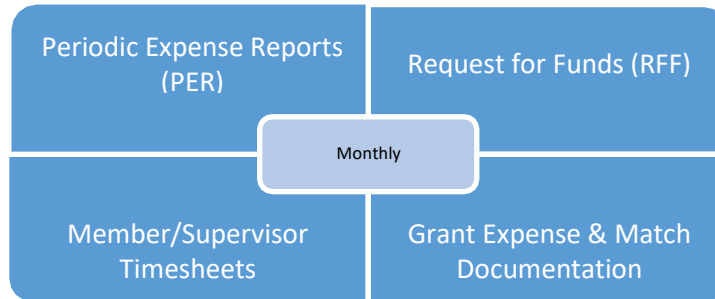 Periodic Expense Reports
(PER)
Request for Funds (RFF)
Monthly
Member/Supervisor
Timesheets
Grant Expense & Match
Documentation